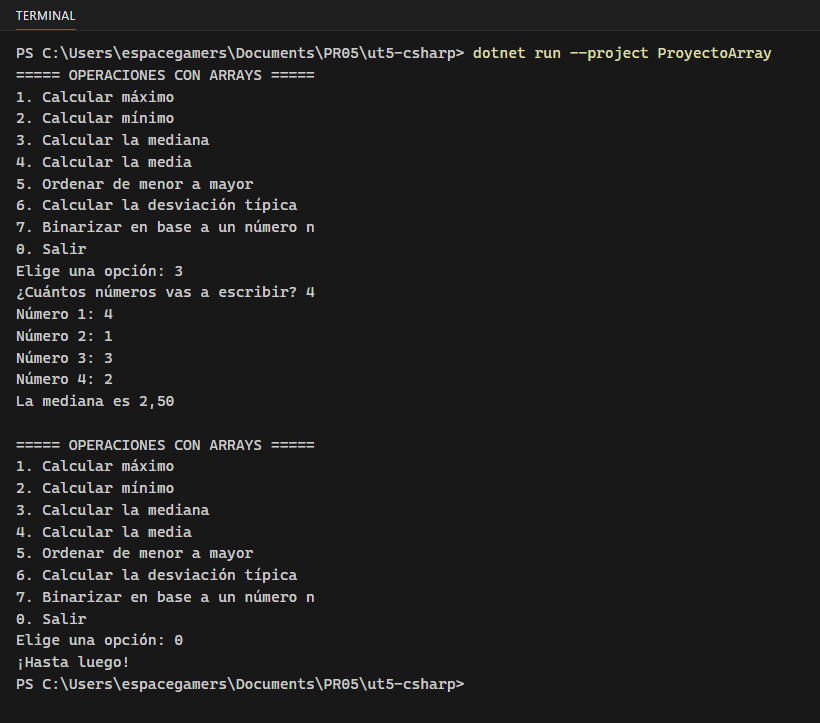 TERMINAL
PS C:\Users\espacegamers\Documents\PR05\ut5-csharp> dotnet run --project ProyectoArray
===== OPERACIONES CON ARRAYS =====
1. Calcular máximo
2. Calcular mínimo
3. Calcular la mediana
4. Calcular la media
5. Ordenar de menor a mayor
6. Calcular la desviación típica
7. Binarizar en base a un número n
0. Salir
Elige una opción: 3
¿Cuántos números vas a escribir? 4
Número 1: 4
Número 2: 1
Número 3: 3
Número 4: 2
La mediana es 2,50

===== OPERACIONES CON ARRAYS =====
1. Calcular máximo
2. Calcular mínimo
3. Calcular la mediana
4. Calcular la media
5. Ordenar de menor a mayor
6. Calcular la desviación típica
7. Binarizar en base a un número n
0. Salir
Elige una opción: 0
¡Hasta luego!
PS C:\Users\espacegamers\Documents\PR05\ut5-csharp>